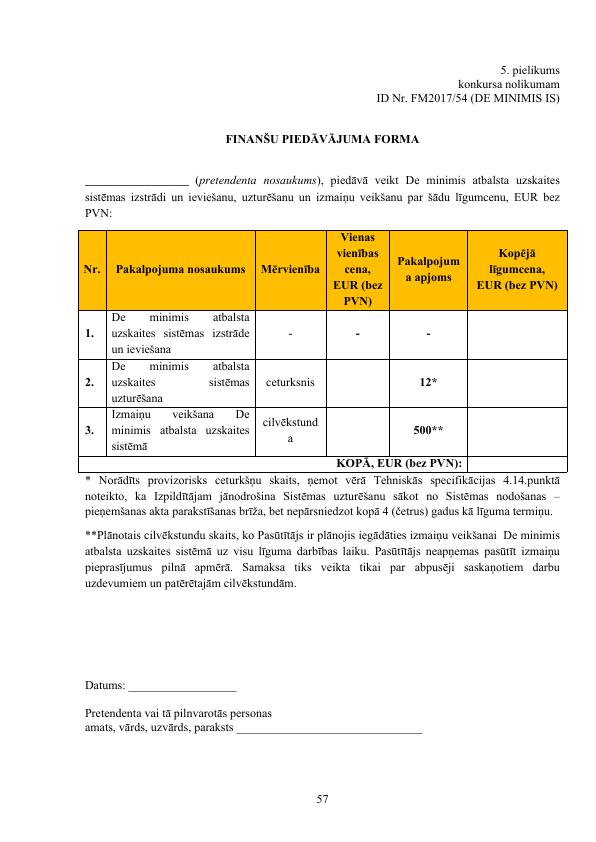 5. pielikums
konkursa nolikumam
ID Nr. FM2017/54 (DE MINIMIS IS)
FINANŠU PIEDĀVĀJUMA FORMA
__________________ (pretendenta nosaukums), piedāvā veikt De minimis atbalsta uzskaites
sistēmas izstrādi un ieviešanu, uzturēšanu un izmaiņu veikšanu par šādu līgumcenu, EUR bez
PVN:
Nr.
Pakalpojuma nosaukums
Mērvienība
Vienas
vienības
cena,
EUR (bez
PVN)
Pakalpojum
a apjoms
Kopējā
līgumcena,
EUR (bez PVN)
1.
De minimis atbalsta
uzskaites sistēmas izstrāde
un ieviešana
-
-
-
2.
De minimis atbalsta
uzskaites sistēmas
uzturēšana
ceturksnis
12*
3.
Izmaiņu veikšana De
minimis atbalsta uzskaites
sistēmā
cilvēkstund
a
500**
KOPĀ, EUR (bez PVN):
* Norādīts provizorisks ceturkšņu skaits, ņemot vērā Tehniskās specifikācijas 4.14.punktā
noteikto, ka Izpildītājam jānodrošina Sistēmas uzturēšanu sākot no Sistēmas nodošanas –
pieņemšanas akta parakstīšanas brīža, bet nepārsniedzot kopā 4 (četrus) gadus kā līguma termiņu.
**Plānotais cilvēkstundu skaits, ko Pasūtītājs ir plānojis iegādāties izmaiņu veikšanai De minimis
atbalsta uzskaites sistēmā uz visu līguma darbības laiku. Pasūtītājs neapņemas pasūtīt izmaiņu
pieprasījumus pilnā apmērā. Samaksa tiks veikta tikai par abpusēji saskaņotiem darbu
uzdevumiem un patērētajām cilvēkstundām.
Datums: __________________
Pretendenta vai tā pilnvarotās personas
amats, vārds, uzvārds, paraksts _______________________________
57